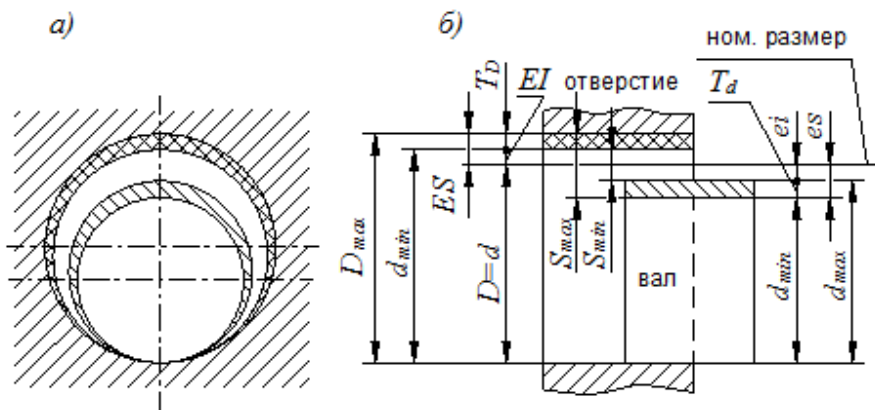 а)
б)
ном. размер
T_D
EI
отверстие
T_d
ei
es
ES
D_max
d_min
D=d
S_max
S_min
вал
d_min
d_max